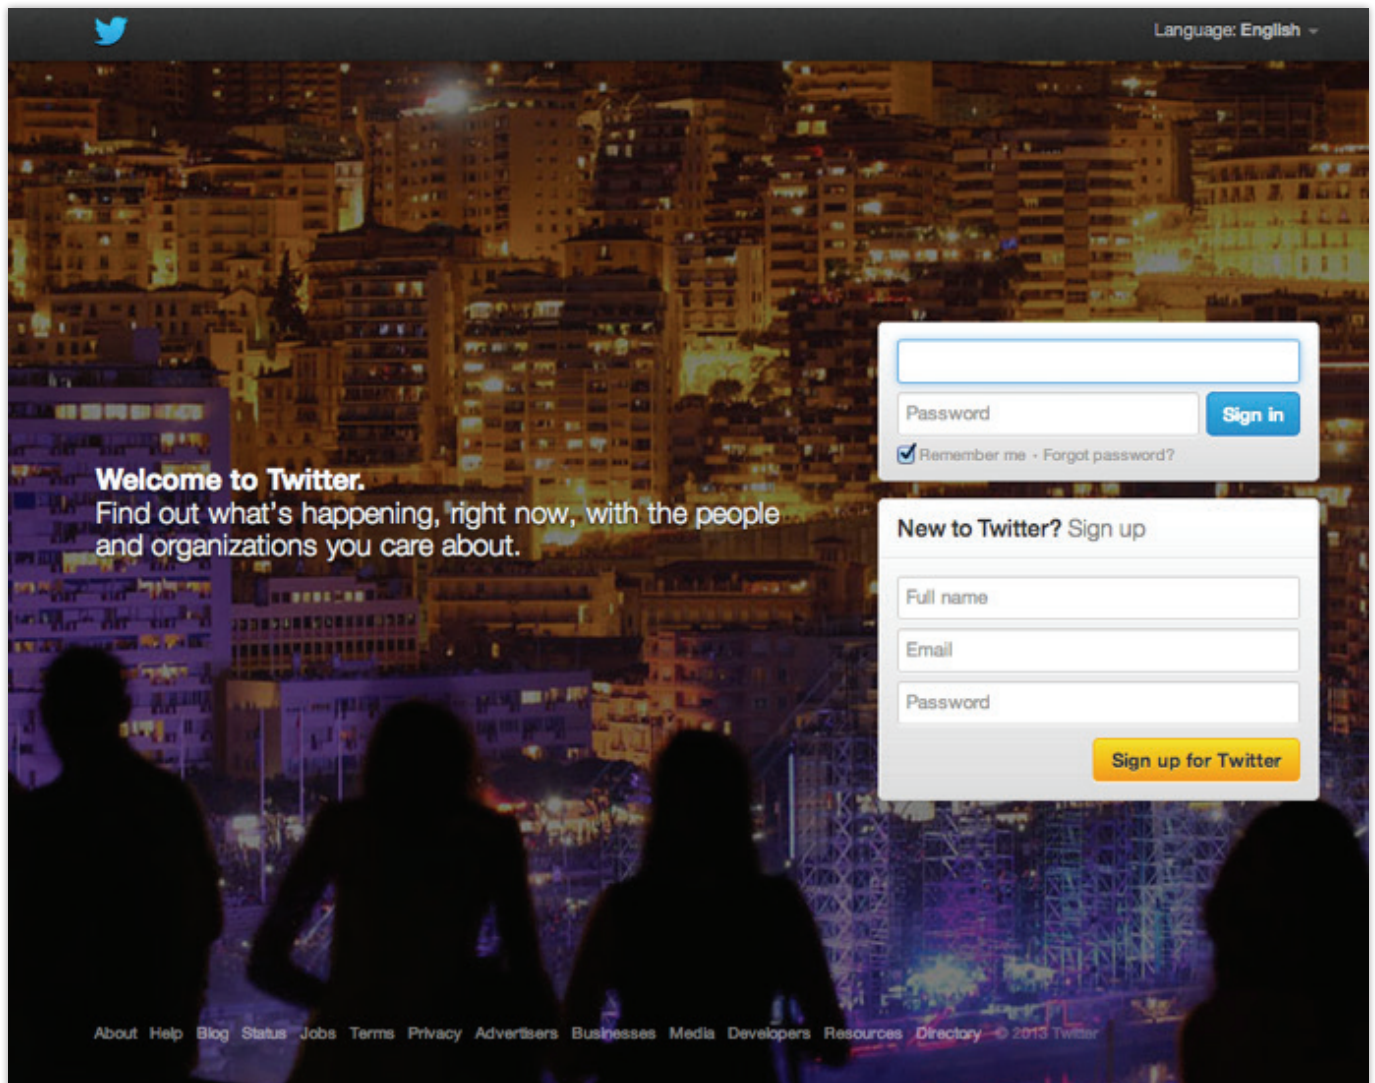 Language: English
Password
Sign in
Remember me · Forgot password?
Welcome to Twitter.
Find out what's happening, right now, with the people
and organizations you care about.
New to Twitter? Sign up
Full name
Email
Password
Sign up for Twitter
About Help Blog Status Jobs Terms Privacy Advertisers Businesses Media Developers Resources Directory © 2013 Twitter